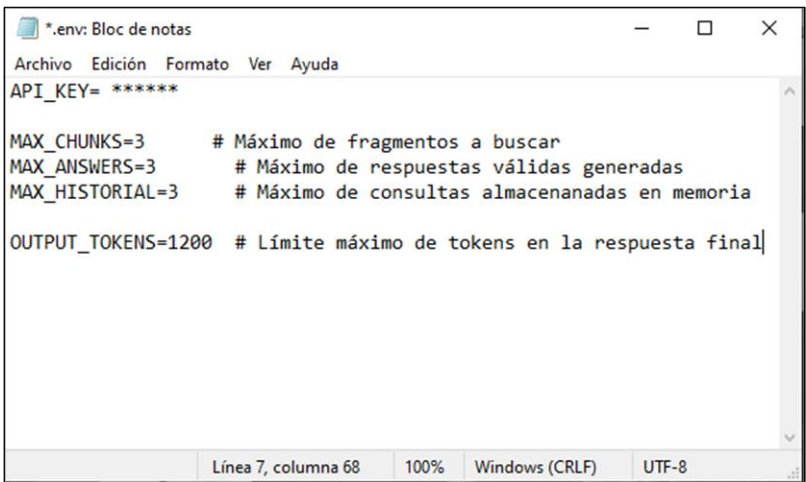 *.env: Bloc de notas
Archivo Edición Formato Ver Ayuda
API_KEY= ******
MAX_CHUNKS=3 # Máximo de fragmentos a buscar
MAX_ANSWERS=3 # Máximo de respuestas válidas generadas
MAX_HISTORIAL=3 # Máximo de consultas almacenanadas en memoria
OUTPUT_TOKENS=1200 # Límite máximo de tokens en la respuesta final
Línea 7, columna 68 100% Windows (CRLF) UTF-8